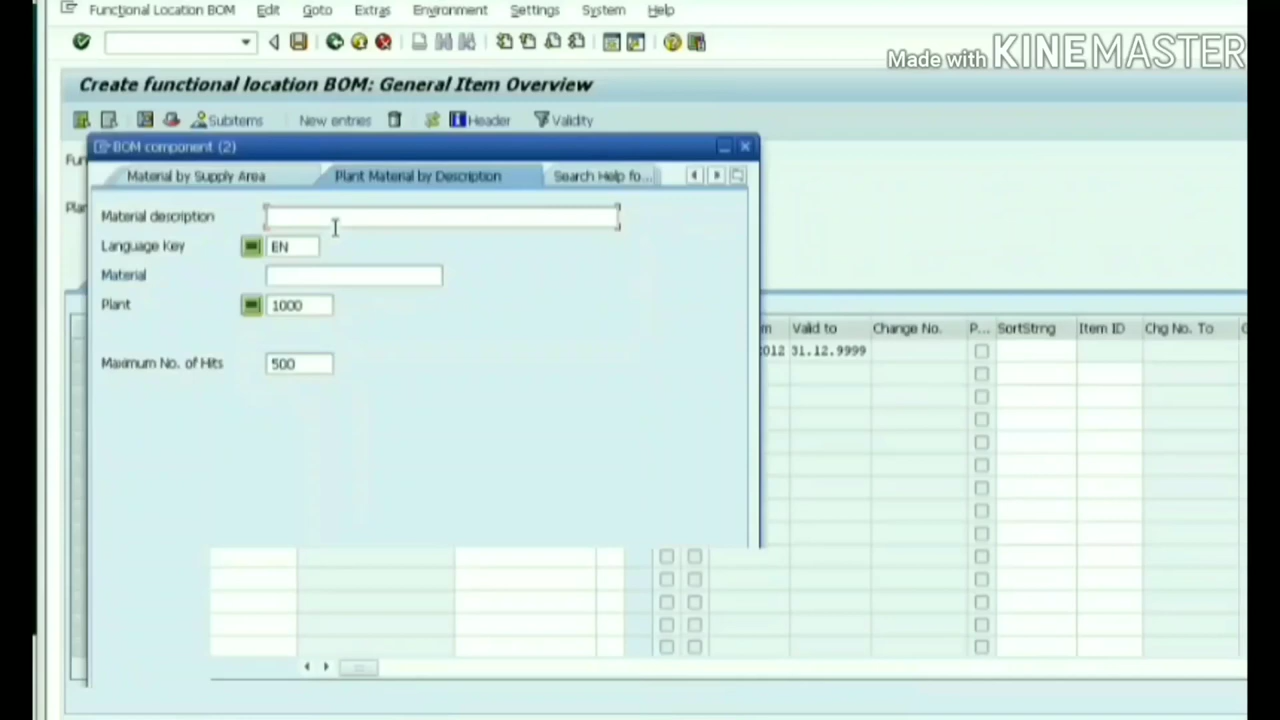 Functional Location BOM Edit Goto Extras Environment Settings System Help
Made with KINEMASTER
Create functional location BOM: General Item Overview
Subitems New entries Header Validity
BOM component (2)
Material by Supply Area Plant Material by Description Search Help fo...
Material description
Language Key EN
Material
Plant 1000
Maximum No. of Hits 500
Valid to Change No. P... SortStrng Item ID Chg No. To
2012 31.12.9999